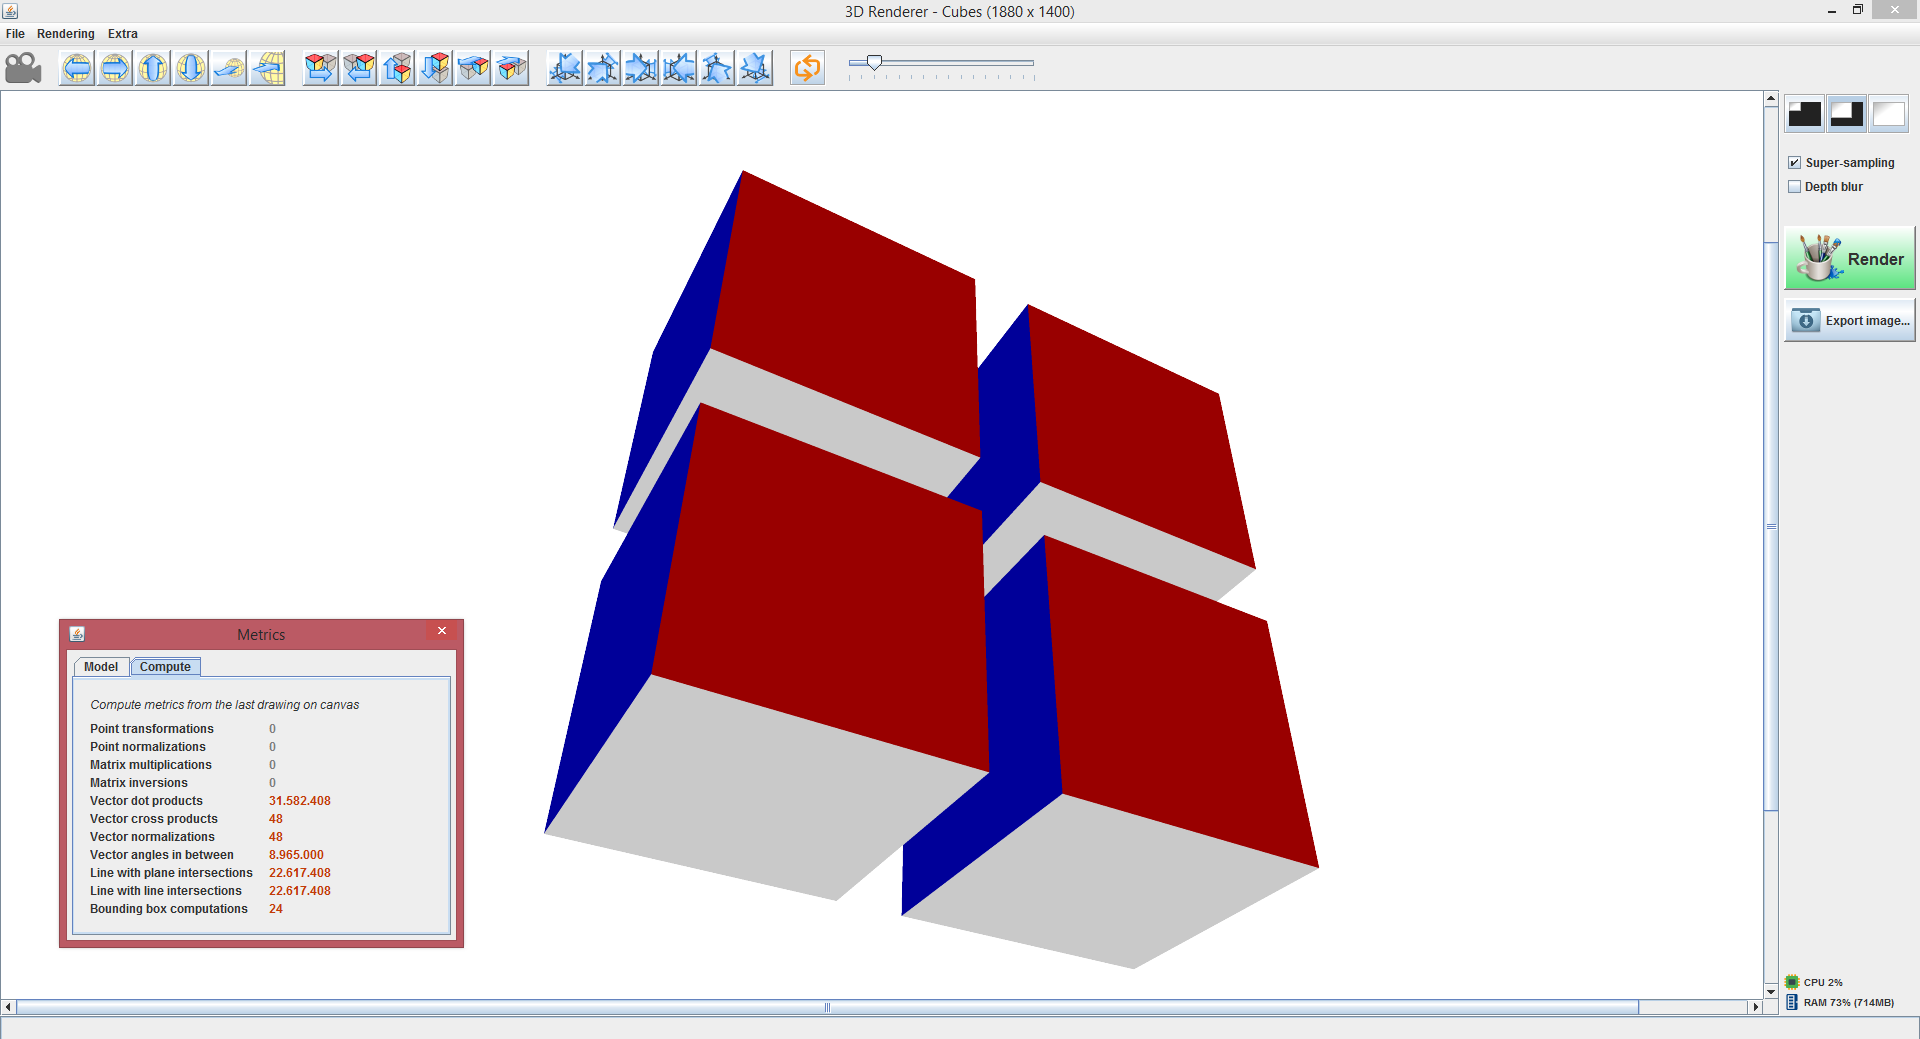 3D Renderer - Cubes (1880 x 1400)
File Rendering Extra
Super-sampling
Depth blur
Render
Export image...
Metrics
Model Compute
Compute metrics from the last drawing on canvas
Point transformations 0
Point normalizations 0
Matrix multiplications 0
Matrix inversions 0
Vector dot products 31.582.408
Vector cross products 48
Vector normalizations 48
Vector angles in between 8.965.000
Line with plane intersections 22.617.408
Line with line intersections 22.617.408
Bounding box computations 24
CPU 2%
RAM 73% (714MB)